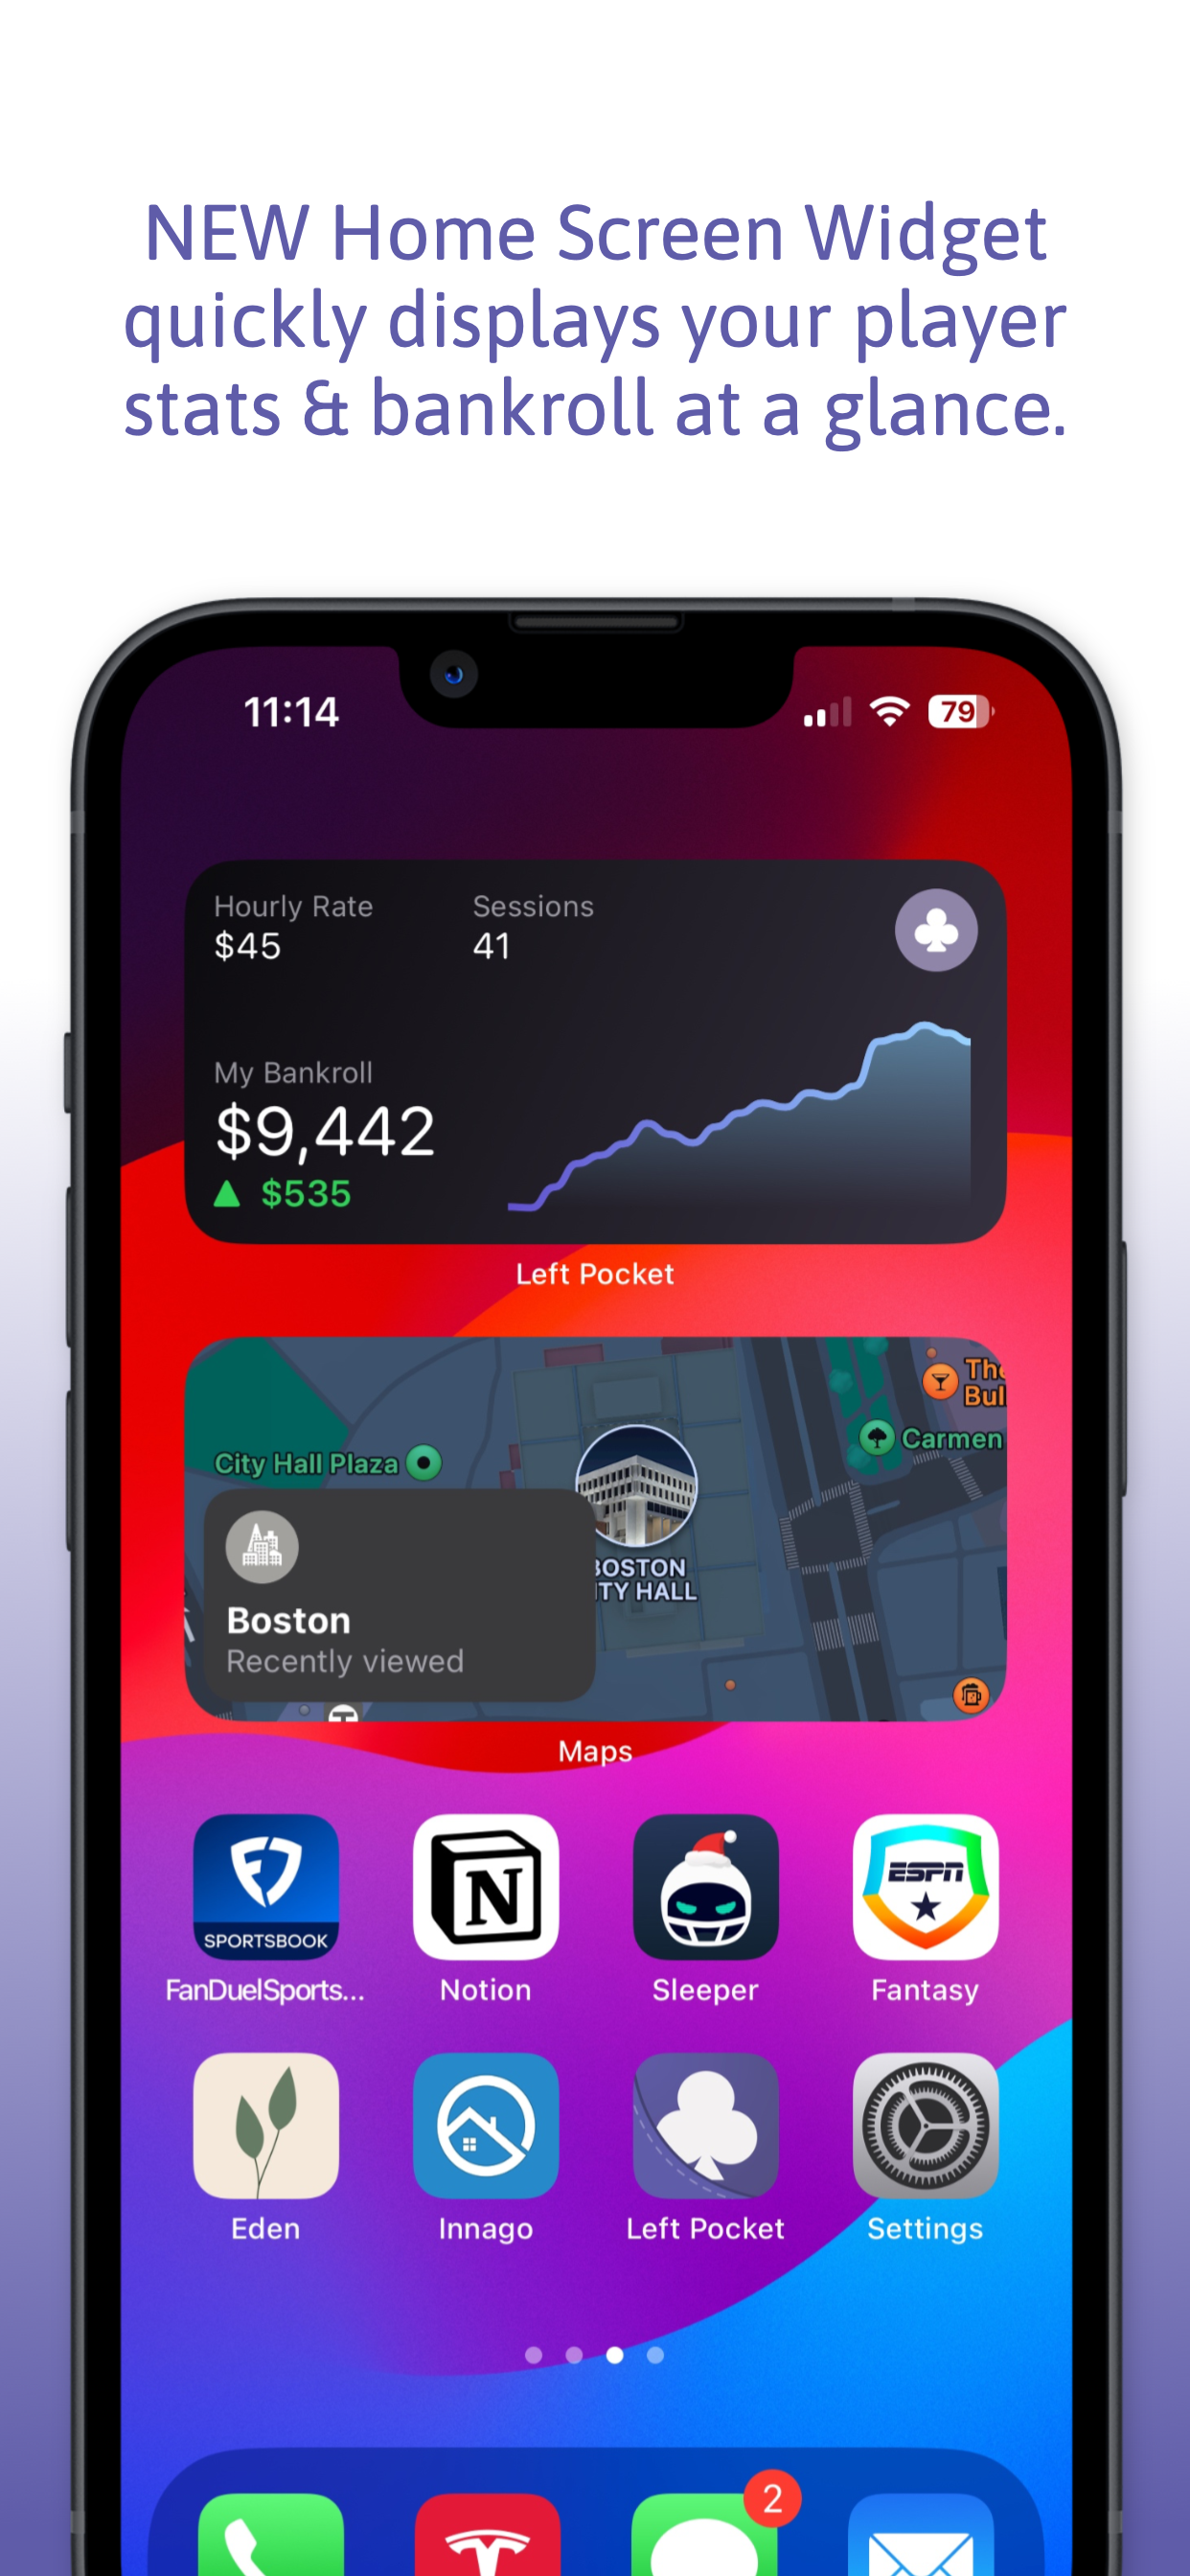 NEW Home Screen Widget
quickly displays your player
stats & bankroll at a glance.
11:14
79
Hourly Rate
Sessions
$45
41
My Bankroll
$9,442
$535
Left Pocket
The
Bul
Carmen
City Hall Plaza
BOSTON
ITY HALL
Boston
Recently viewed
Maps
SPORTSBOOK
N
ESPN
FanDuelSports...
Notion
Sleeper
Fantasy
Eden
Innago
Left Pocket
Settings
2